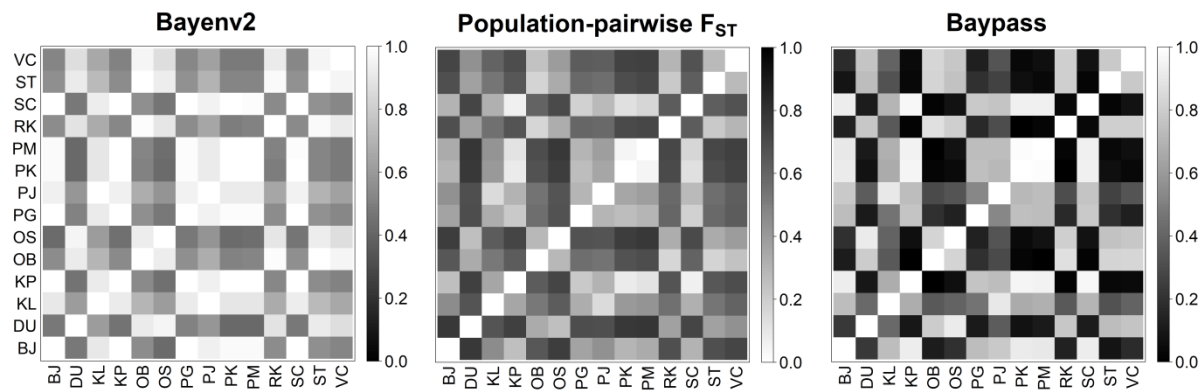 Bayenv2
Population-pairwise FST
Baypass
VC
ST
SC
RK
PM
PK
PJ
PG
OS
OB
KP
KL
DU
BJ
BJ DU KL KP OB OS PG PJ PK PM RK SC ST VC
1.0
0.8
0.6
0.4
0.2
0.0
BJ DU KL KP OB OS PG PJ PK PM RK SC ST VC
1.0
0.8
0.6
0.4
0.2
0.0
BJ DU KL KP OB OS PG PJ PK PM RK SC ST VC
1.0
0.8
0.6
0.4
0.2
0.0